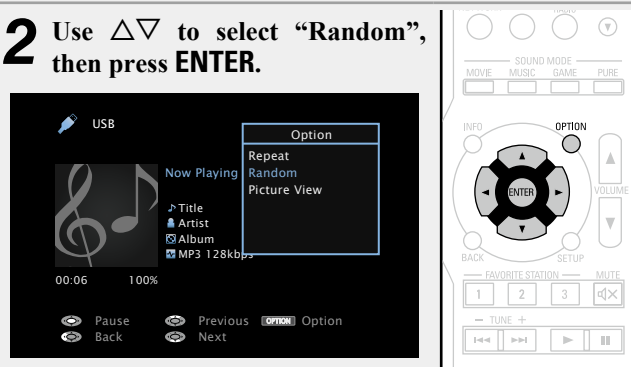 2 Use △▽ to select “Random”,
then press ENTER.
USB
Option
Repeat
Random
Picture View
Now Playing
Title
Artist
Album
MP3 128kbps
00:06 100%
Pause Previous OPTION Option
Back Next
SOUND MODE
MOVIE MUSIC GAME PURE
INFO OPTION
ENTER
VOLUME
BACK SETUP
FAVORITE STATION MUTE
1 2 3
− TUNE +